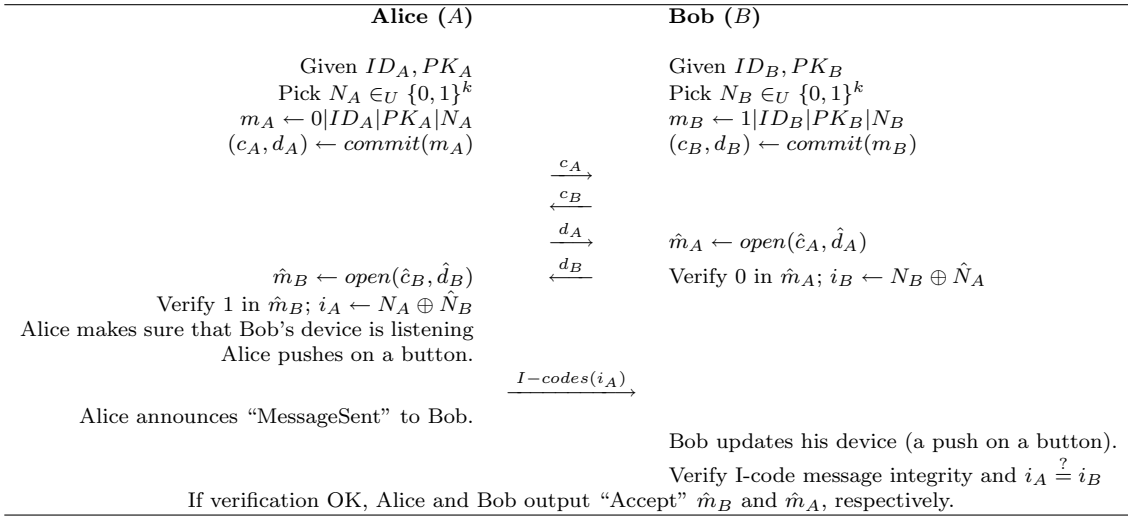 Alice (A) Bob (B)
Given ID_A, PK_A Given ID_B, PK_B
Pick N_A ∈_U {0, 1}^k Pick N_B ∈_U {0, 1}^k
m_A ← 0|ID_A|PK_A|N_A m_B ← 1|ID_B|PK_B|N_B
(c_A, d_A) ← commit(m_A) (c_B, d_B) ← commit(m_B)
c_A →
← c_B
d_A → m̂_A ← open(ĉ_A, d̂_A)
m̂_B ← open(ĉ_B, d̂_B) ← d_B Verify 0 in m̂_A; i_B ← N_B ⊕ N̂_A
Verify 1 in m̂_B; i_A ← N_A ⊕ N̂_B
Alice makes sure that Bob's device is listening
Alice pushes on a button.
I−codes(i_A) →
Alice announces “MessageSent” to Bob.
Bob updates his device (a push on a button).
Verify I-code message integrity and i_A ≟ i_B
If verification OK, Alice and Bob output “Accept” m̂_B and m̂_A, respectively.